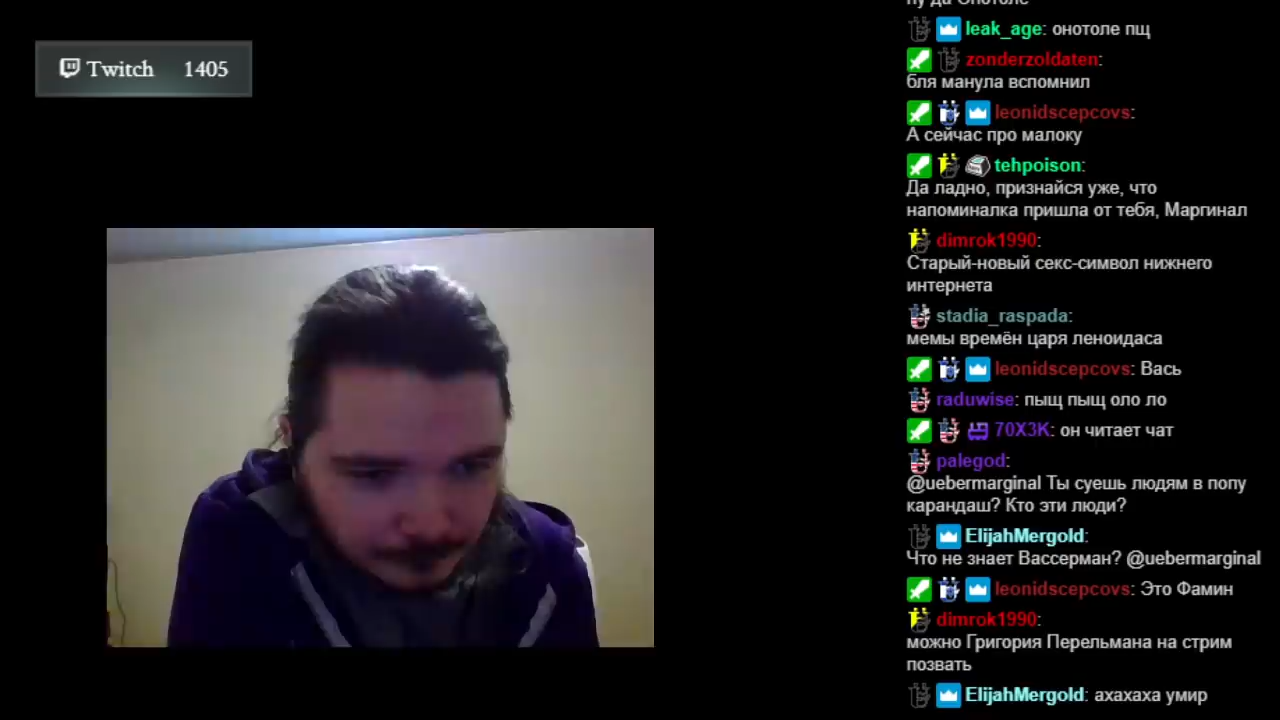 ну да Онотоле
Twitch 1405
leak_age: онотоле пщ
zonderzoldaten:
бля манула вспомнил
leonidscepcovs:
А сейчас про малоку
tehpoison:
Да ладно, признайся уже, что
напоминалка пришла от тебя, Маргинал
dimrok1990:
Старый-новый секс-символ нижнего
интернета
stadia_raspada:
мемы времён царя леноидаса
leonidscepcovs: Вась
raduwise: пыщ пыщ оло ло
70X3K: он читает чат
palegod:
@uebermarginal Ты суешь людям в попу
карандаш? Кто эти люди?
ElijahMergold:
Что не знает Вассерман? @uebermarginal
leonidscepcovs: Это Фамин
dimrok1990:
можно Григория Перельмана на стрим
позвать
ElijahMergold: ахахаха умир